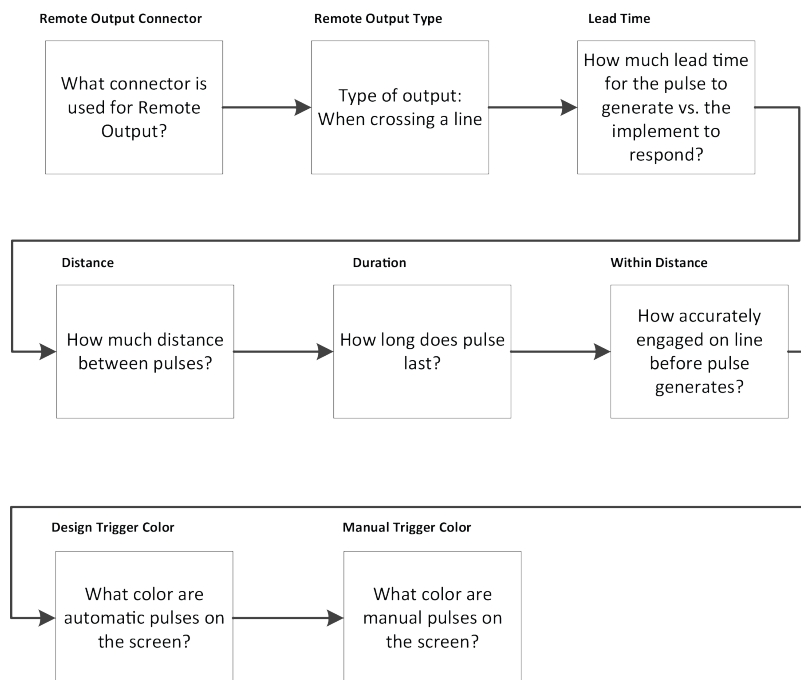 Remote Output Connector
Remote Output Type
Lead Time
What connector is
used for Remote
Output?
Type of output:
When crossing a line
How much lead time
for the pulse to
generate vs. the
implement to
respond?
Distance
Duration
Within Distance
How much distance
between pulses?
How long does pulse
last?
How accurately
engaged on line
before pulse
generates?
Design Trigger Color
Manual Trigger Color
What color are
automatic pulses on
the screen?
What color are
manual pulses on
the screen?